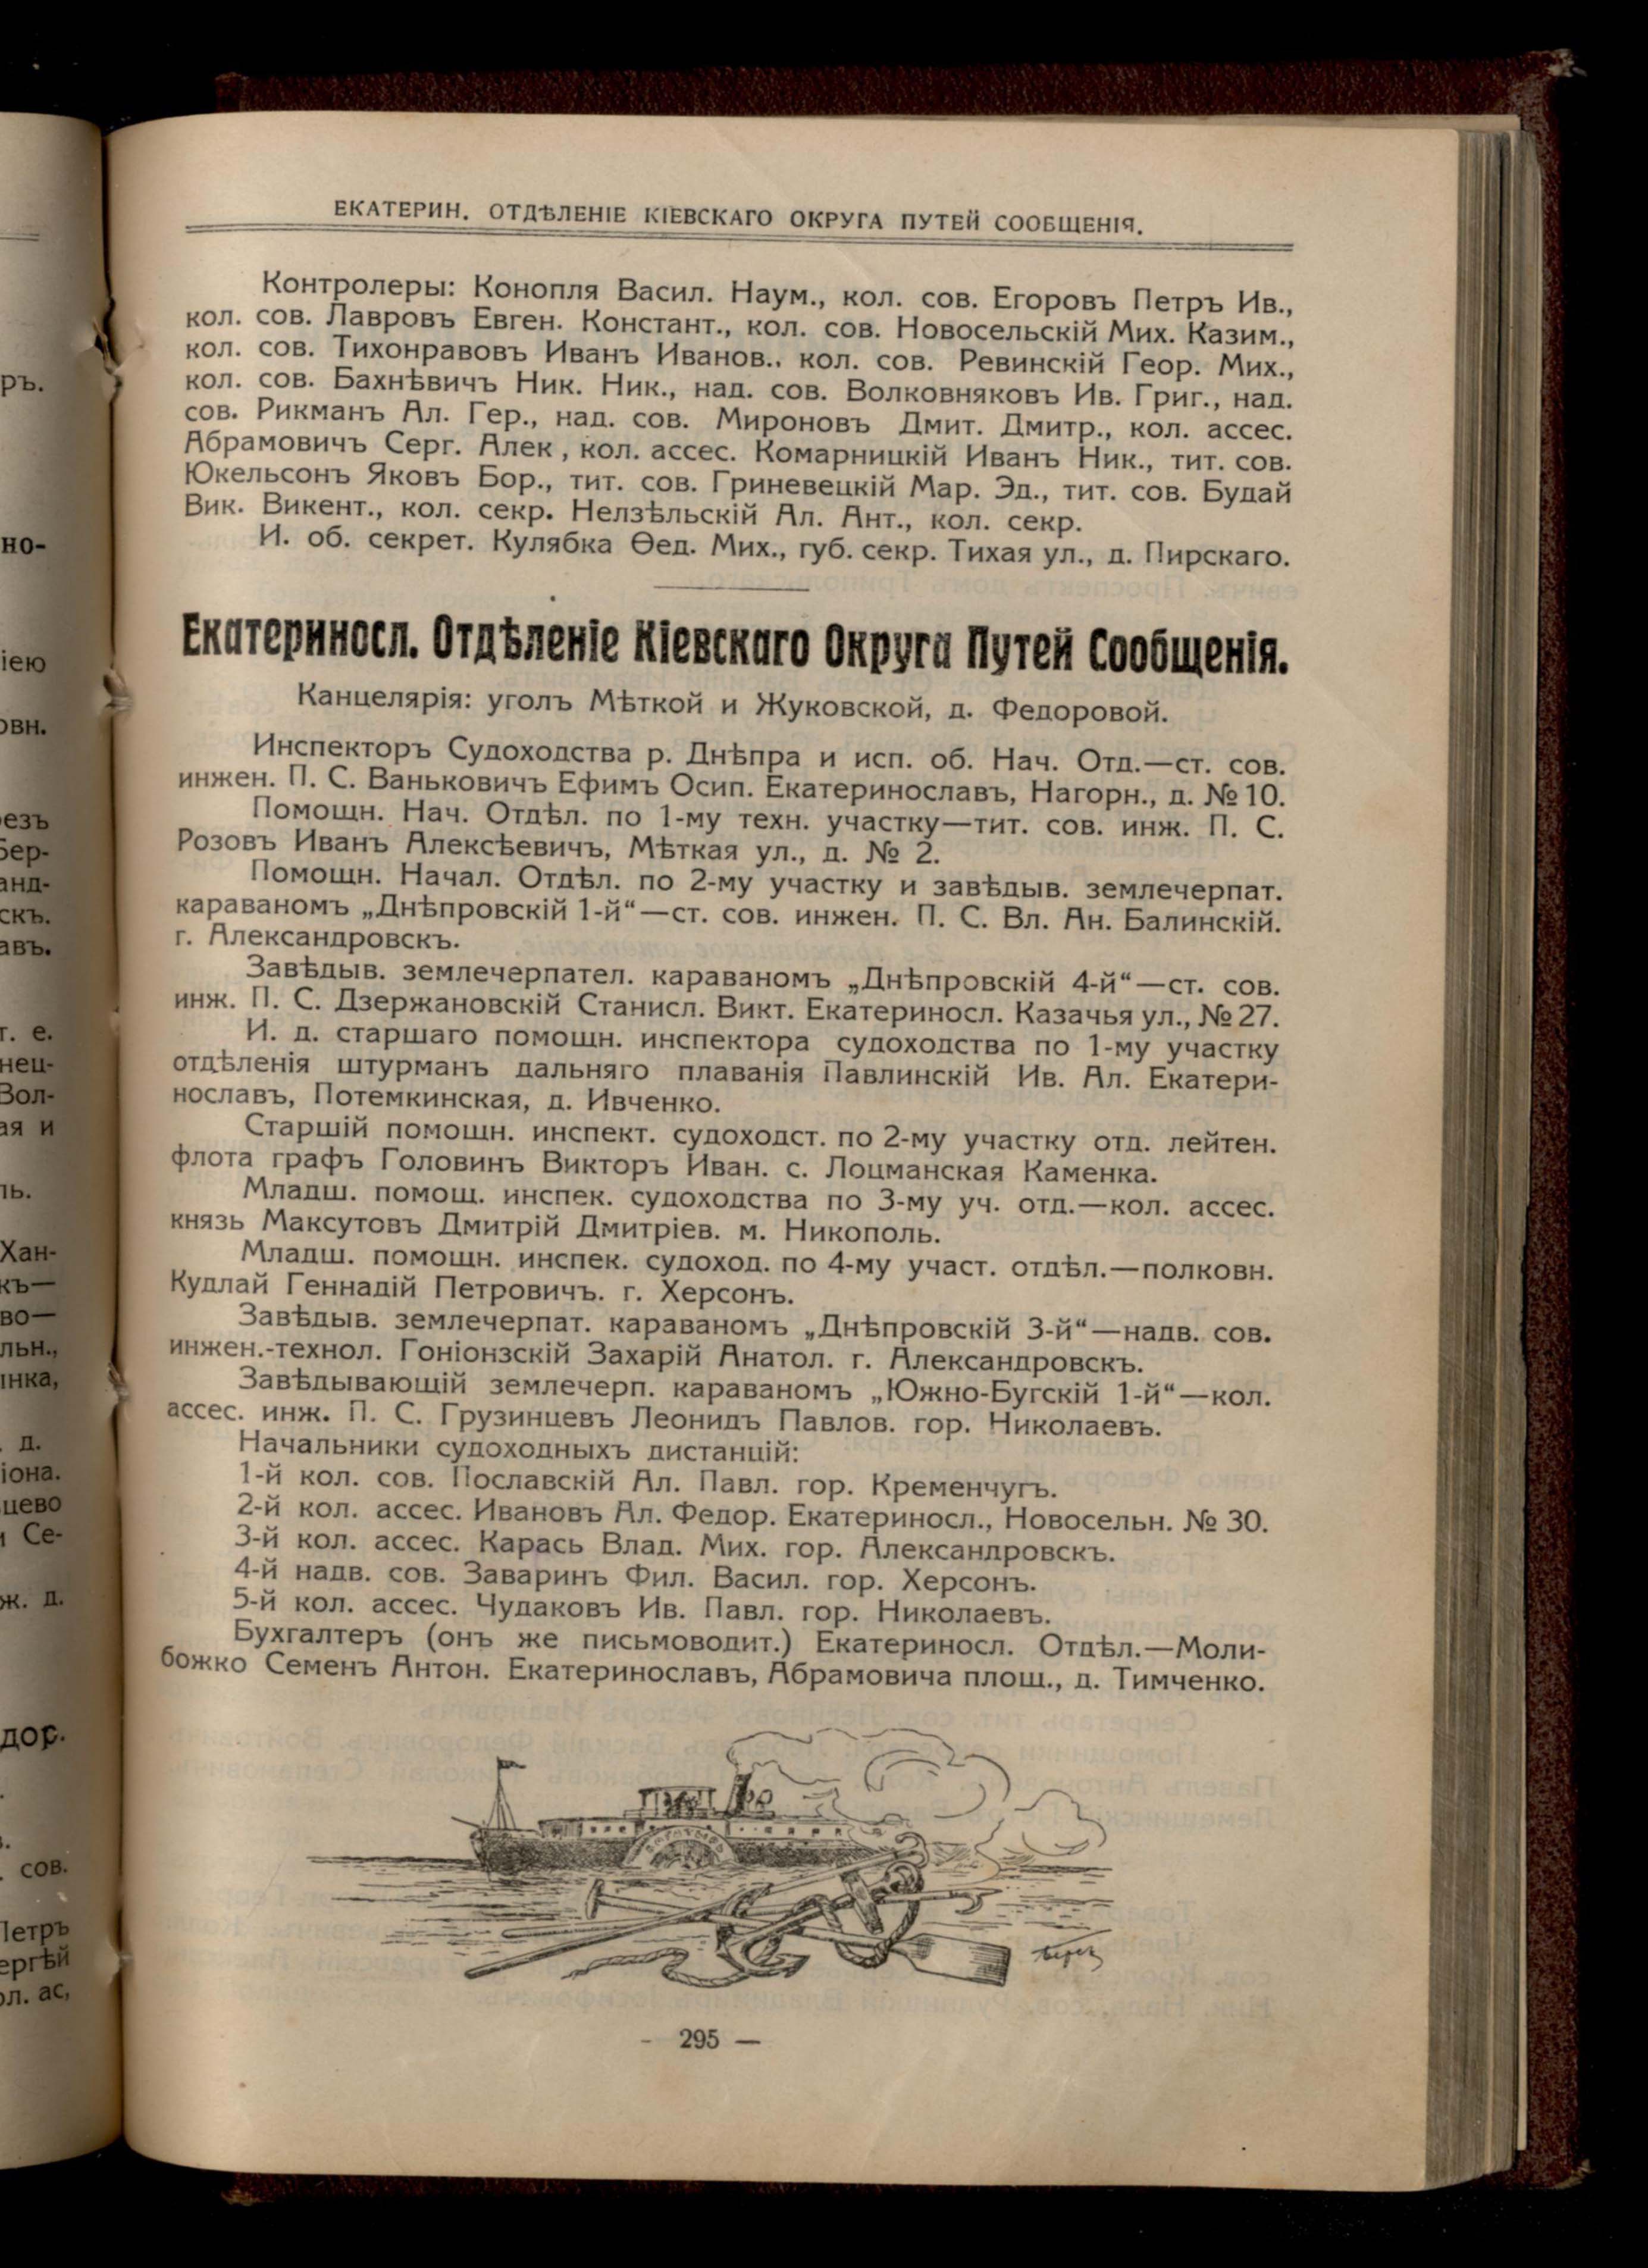 ЕКАТЕРИН. ОТДѢЛЕНІЕ КІЕВСКАГО ОКРУГА ПУТЕЙ СООБЩЕНІЯ.
Контролеры: Конопля Васил. Наум., кол. сов. Егоровъ Петръ Ив.,
кол. сов. Лавровъ Евген. Констант., кол. сов. Новосельскій Мих. Казим.,
кол. сов. Тихонравовъ Иванъ Иванов., кол. сов. Ревинскій Геор. Мих.,
кол. сов. Бахнѣвичъ Ник. Ник., над. сов. Волковняковъ Ив. Григ., над.
сов. Рикманъ Ал. Гер., над. сов. Мироновъ Дмит. Дмитр., кол. ассес.
Абрамовичъ Серг. Алек , кол. ассес. Комарницкій Иванъ Ник., тит. сов.
Юкельсонъ Яковъ Бор., тит. сов. Гриневецкій Мар. Эд., тит. сов. Будай
Вик. Викент., кол. секр. Нелзѣльскій Ал. Ант., кол. секр.
И. об. секрет. Кулябка Ѳед. Мих., губ. секр. Тихая ул., д. Пирскаго.
Екатериносл. Отдѣленіе Кіевскаго Округа Путей Сообщенія.
Канцелярія: уголъ Мѣткой и Жуковской, д. Федоровой.
Инспекторъ Судоходства р. Днѣпра и исп. об. Нач. Отд.—ст. сов.
инжен. П. С. Ваньковичъ Ефимъ Осип. Екатеринославъ, Нагорн., д. № 10.
Помощн. Нач. Отдѣл. по 1-му техн. участку—тит. сов. инж. П. С.
Розовъ Иванъ Алексѣевичъ, Мѣткая ул., д. № 2.
Помощн. Начал. Отдѣл. по 2-му участку и завѣдыв. землечерпат.
караваномъ „Днѣпровскій 1-й“—ст. сов. инжен. П. С. Вл. Ан. Балинскій.
г. Александровскъ.
Завѣдыв. землечерпател. караваномъ „Днѣпровскій 4-й“—ст. сов.
инж. П. С. Дзержановскій Станисл. Викт. Екатериносл. Казачья ул., № 27.
И. д. старшаго помощн. инспектора судоходства по 1-му участку
отдѣленія штурманъ дальняго плаванія Павлинскій Ив. Ал. Екатери-
нославъ, Потемкинская, д. Ивченко.
Старшій помощн. инспект. судоходст. по 2-му участку отд. лейтен.
флота графъ Головинъ Викторъ Иван. с. Лоцманская Каменка.
Младш. помощ. инспек. судоходства по 3-му уч. отд.—кол. ассес.
князь Максутовъ Дмитрій Дмитріев. м. Никополь.
Младш. помощн. инспек. судоход. по 4-му участ. отдѣл.—полковн.
Кудлай Геннадій Петровичъ. г. Херсонъ.
Завѣдыв. землечерпат. караваномъ „Днѣпровскій 3-й“—надв. сов.
инжен.-технол. Гоніонзскій Захарій Анатол. г. Александровскъ.
Завѣдывающій землечерп. караваномъ „Южно-Бугскій 1-й“—кол.
ассес. инж. П. С. Грузинцевъ Леонидъ Павлов. гор. Николаевъ.
Начальники судоходныхъ дистанцій:
1-й кол. сов. Пославскій Ал. Павл. гор. Кременчугъ.
2-й кол. ассес. Ивановъ Ал. Федор. Екатериносл., Новосельн. № 30.
3-й кол. ассес. Карась Влад. Мих. гор. Александровскъ.
4-й надв. сов. Заваринъ Фил. Васил. гор. Херсонъ.
5-й кол. ассес. Чудаковъ Ив. Павл. гор. Николаевъ.
Бухгалтеръ (онъ же письмоводит.) Екатериносл. Отдѣл.—Моли-
божко Семенъ Антон. Екатеринославъ, Абрамовича площ., д. Тимченко.
- 295 —